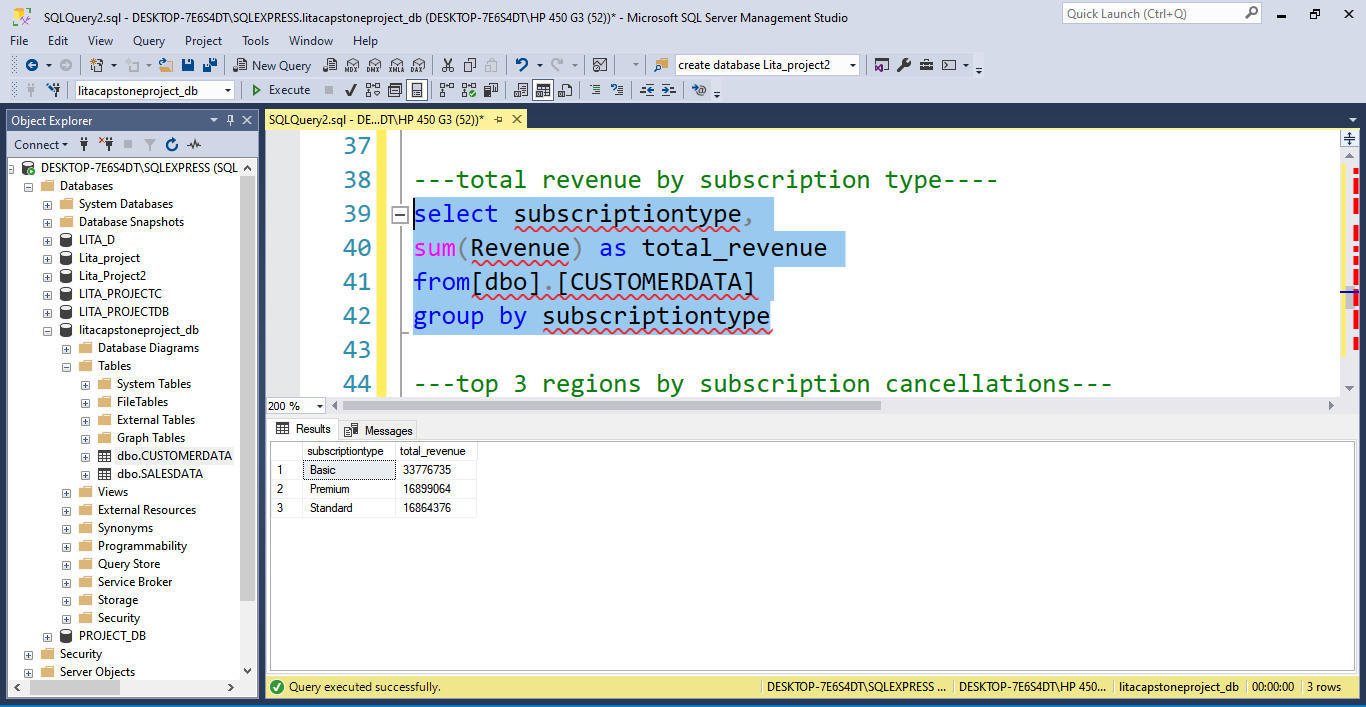 SQLQuery2.sql - DESKTOP-7E6S4DT\SQLEXPRESS.litacapstoneproject_db (DESKTOP-7E6S4DT\HP 450 G3 (52))* - Microsoft SQL Server Management Studio
Quick Launch (Ctrl+Q)
File Edit View Query Project Tools Window Help
New Query
MDX DMX XMLA DAX
create database Lita_project2
litacapstoneproject_db
Execute
Object Explorer
Connect
DESKTOP-7E6S4DT\SQLEXPRESS (SQL
Databases
System Databases
Database Snapshots
LITA_D
Lita_project
Lita_Project2
LITA_PROJECTC
LITA_PROJECTDB
litacapstoneproject_db
Database Diagrams
Tables
System Tables
FileTables
External Tables
Graph Tables
dbo.CUSTOMERDATA
dbo.SALESDATA
Views
External Resources
Synonyms
Programmability
Query Store
Service Broker
Storage
Security
PROJECT_DB
Security
Server Objects
SQLQuery2.sql - DE...DT\HP 450 G3 (52))*
37
38 ---total revenue by subscription type----
39 select subscriptiontype,
40 sum(Revenue) as total_revenue
41 from[dbo].[CUSTOMERDATA]
42 group by subscriptiontype
43
44 ---top 3 regions by subscription cancellations---
200 %
Results Messages
subscriptiontype total_revenue
1 Basic 33776735
2 Premium 16899064
3 Standard 16864376
Query executed successfully. DESKTOP-7E6S4DT\SQLEXPRESS ... DESKTOP-7E6S4DT\HP 450... litacapstoneproject_db 00:00:00 3 rows